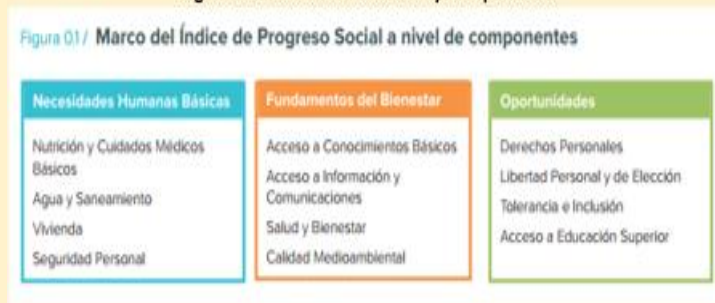 Figura 0.1 / Marco del Índice de Progreso Social a nivel de componentes
Necesidades Humanas Básicas
Nutrición y Cuidados Médicos
Básicos
Agua y Saneamiento
Vivienda
Seguridad Personal
Fundamentos del Bienestar
Acceso a Conocimientos Básicos
Acceso a Información y
Comunicaciones
Salud y Bienestar
Calidad Medioambiental
Oportunidades
Derechos Personales
Libertad Personal y de Elección
Tolerancia e Inclusión
Acceso a Educación Superior